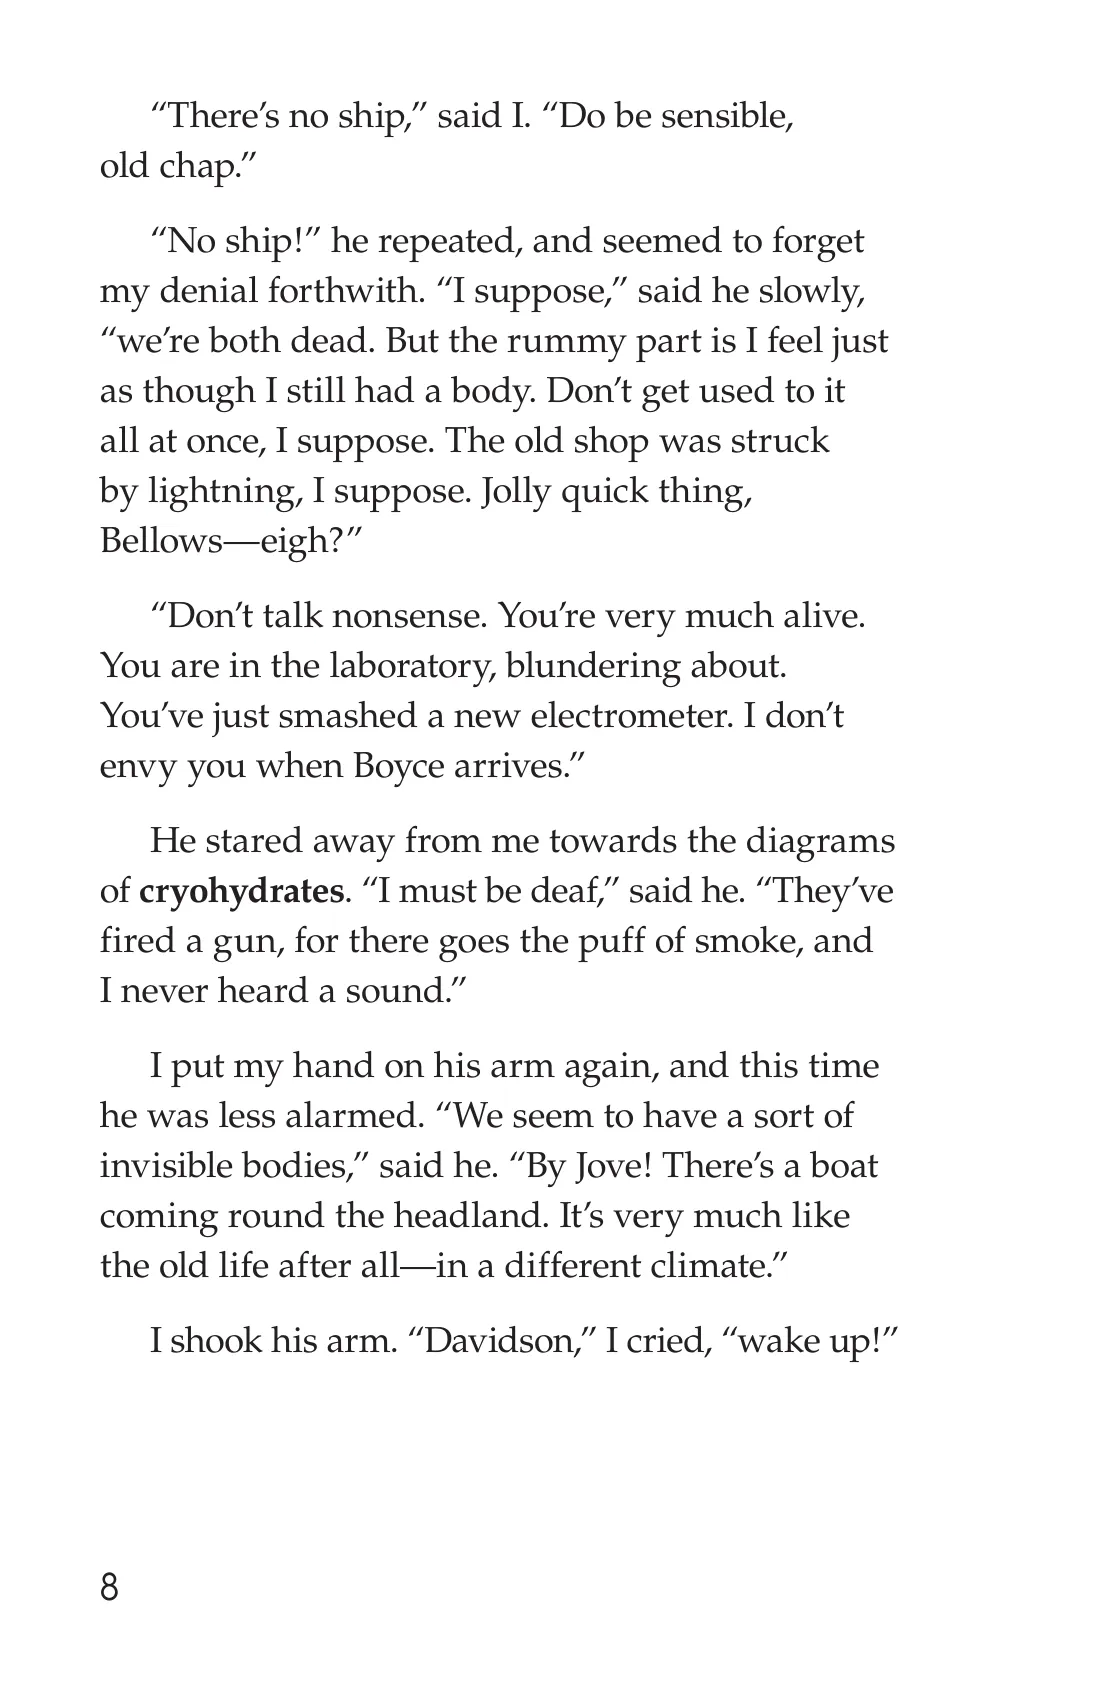 “There’s no ship,” said I. “Do be sensible,
old chap.”
“No ship!” he repeated, and seemed to forget
my denial forthwith. “I suppose,” said he slowly,
“we’re both dead. But the rummy part is I feel just
as though I still had a body. Don’t get used to it
all at once, I suppose. The old shop was struck
by lightning, I suppose. Jolly quick thing,
Bellows—eigh?”
“Don’t talk nonsense. You’re very much alive.
You are in the laboratory, blundering about.
You’ve just smashed a new electrometer. I don’t
envy you when Boyce arrives.”
He stared away from me towards the diagrams
of cryohydrates. “I must be deaf,” said he. “They’ve
fired a gun, for there goes the puff of smoke, and
I never heard a sound.”
I put my hand on his arm again, and this time
he was less alarmed. “We seem to have a sort of
invisible bodies,” said he. “By Jove! There’s a boat
coming round the headland. It’s very much like
the old life after all—in a different climate.”
I shook his arm. “Davidson,” I cried, “wake up!”
8